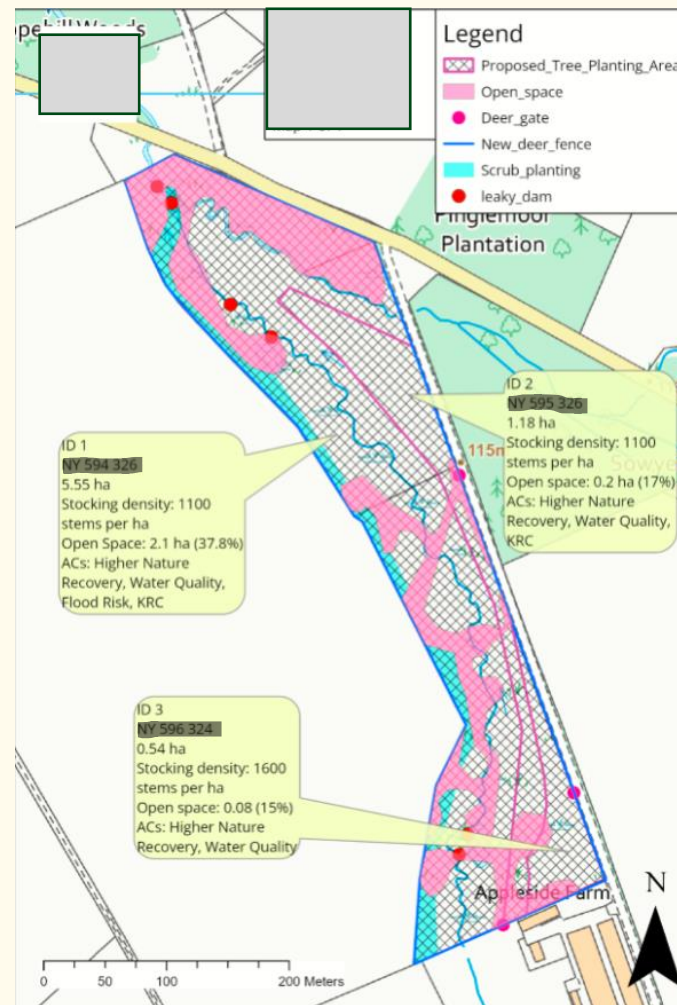 Woods
Legend
Proposed_Tree_Planting_Area
Open_space
Deer_gate
New_deer_fence
Scrub_planting
leaky_dam
Pinglemoor
Plantation
ID 2
NY 595 326
1.18 ha
Stocking density: 1100
stems per ha
Open space: 0.2 ha (17%)
ACs: Higher Nature
Recovery, Water Quality,
KRC
115m
ID 1
NY 594 326
5.55 ha
Stocking density: 1100
stems per ha
Open Space: 2.1 ha (37.8%)
ACs: Higher Nature
Recovery, Water Quality,
Flood Risk, KRC
ID 3
NY 596 324
0.54 ha
Stocking density: 1600
stems per ha
Open space: 0.08 (15%)
ACs: Higher Nature
Recovery, Water Quality
Appleside Farm
N
0 50 100 200 Meters